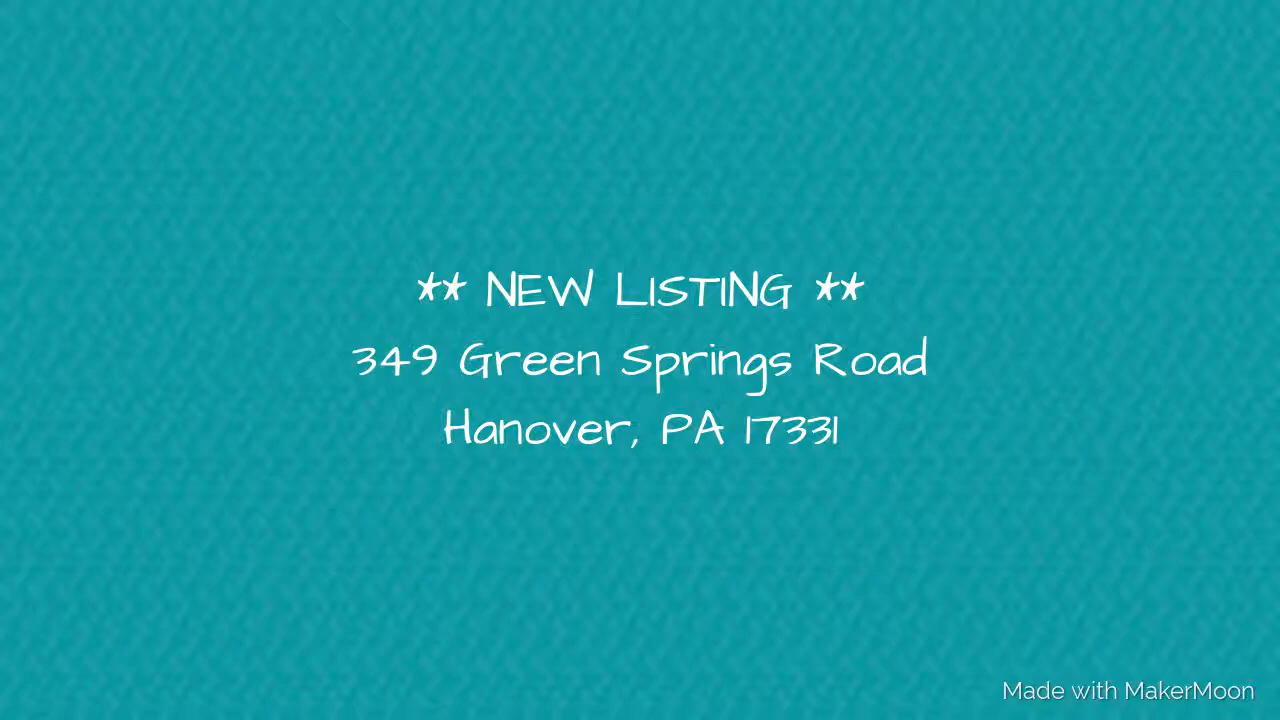 ** NEW LISTING **
349 Green Springs Road
Hanover, PA 17331
Made with MakerMoon